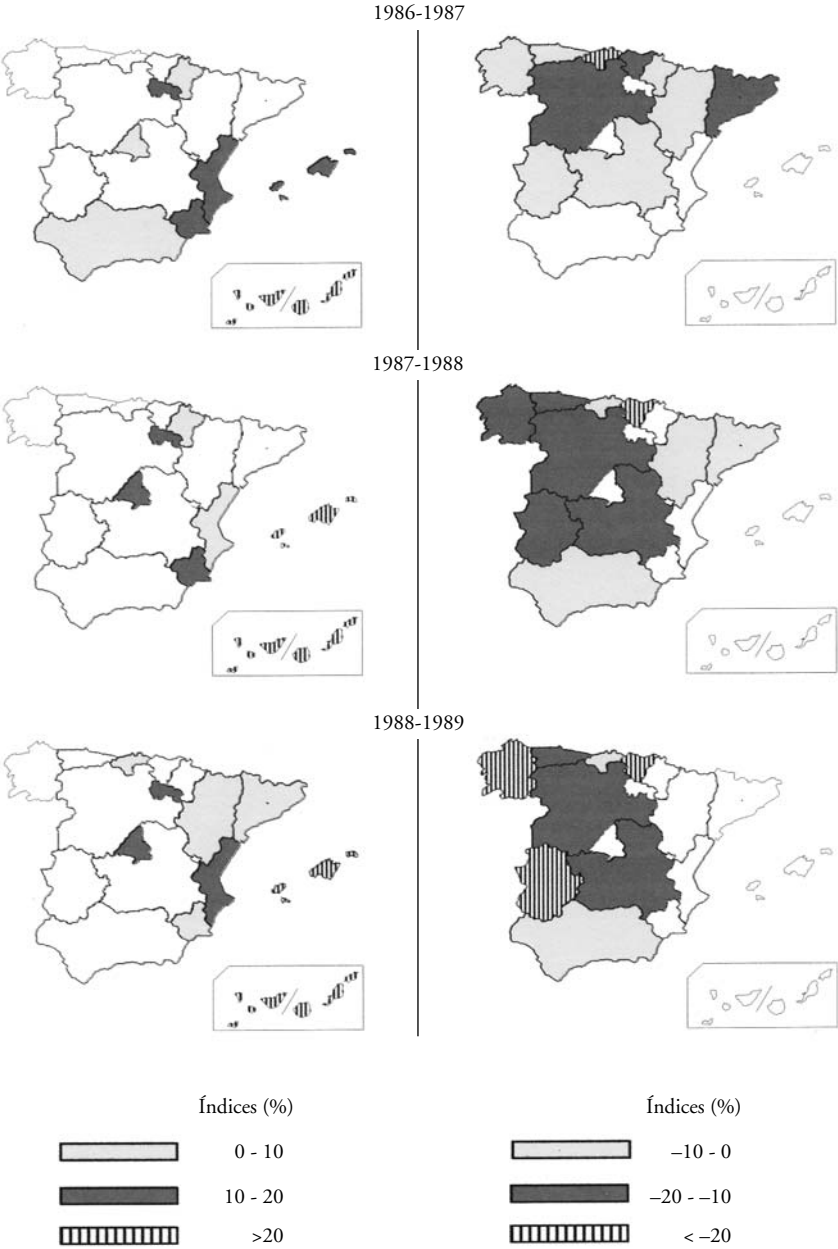 1986-1987
1987-1988
1988-1989
Índices (%)
0 - 10
10 - 20
>20
Índices (%)
–10 - 0
–20 - –10
< –20